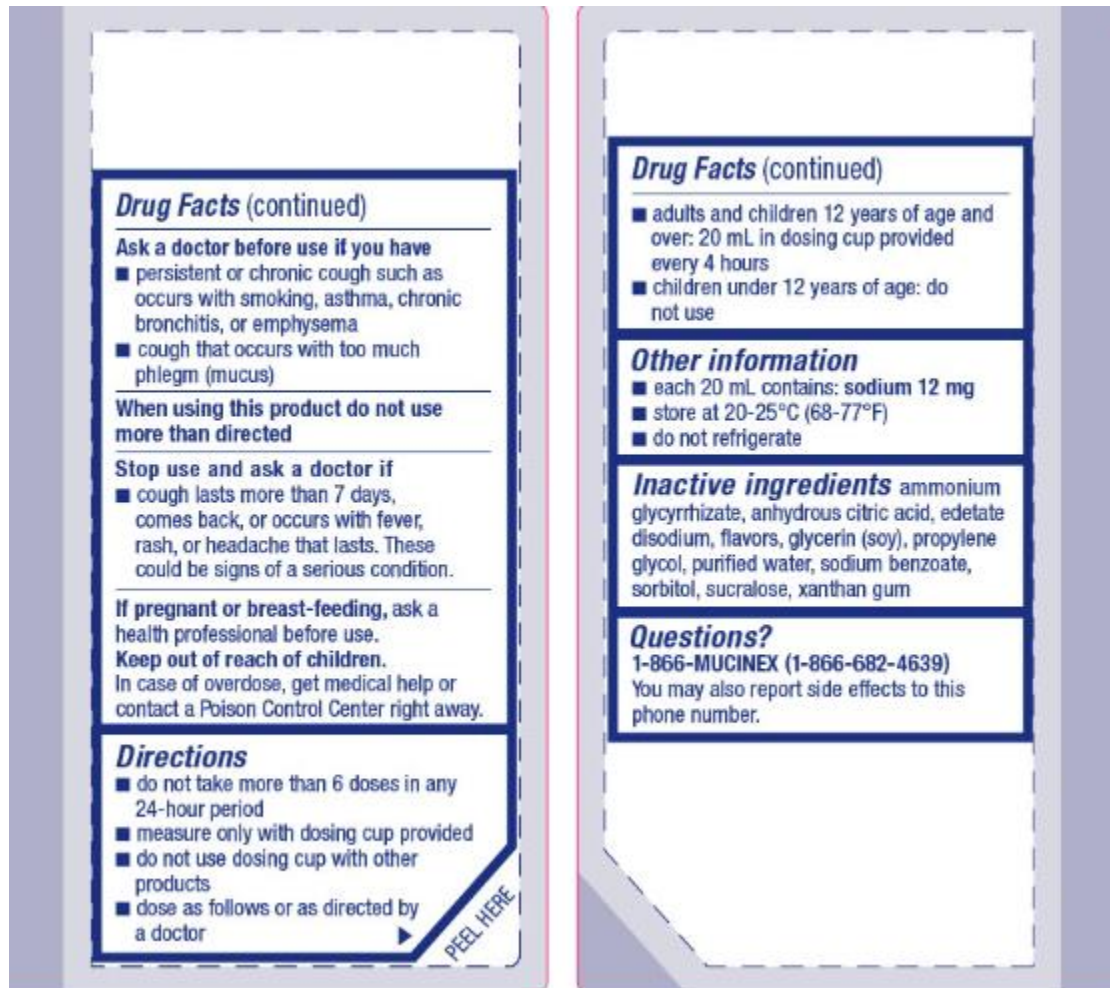 Drug Facts (continued)
Ask a doctor before use if you have
■ persistent or chronic cough such as
occurs with smoking, asthma, chronic
bronchitis, or emphysema
■ cough that occurs with too much
phlegm (mucus)
When using this product do not use
more than directed
Stop use and ask a doctor if
■ cough lasts more than 7 days,
comes back, or occurs with fever,
rash, or headache that lasts. These
could be signs of a serious condition.
If pregnant or breast-feeding, ask a
health professional before use.
Keep out of reach of children.
In case of overdose, get medical help or
contact a Poison Control Center right away.
Directions
■ do not take more than 6 doses in any
24-hour period
■ measure only with dosing cup provided
■ do not use dosing cup with other
products
■ dose as follows or as directed by
a doctor
PEEL HERE
Drug Facts (continued)
■ adults and children 12 years of age and
over: 20 mL in dosing cup provided
every 4 hours
■ children under 12 years of age: do
not use
Other information
■ each 20 mL contains: sodium 12 mg
■ store at 20-25°C (68-77°F)
■ do not refrigerate
Inactive ingredients ammonium
glycyrrhizate, anhydrous citric acid, edetate
disodium, flavors, glycerin (soy), propylene
glycol, purified water, sodium benzoate,
sorbitol, sucralose, xanthan gum
Questions?
1-866-MUCINEX (1-866-682-4639)
You may also report side effects to this
phone number.